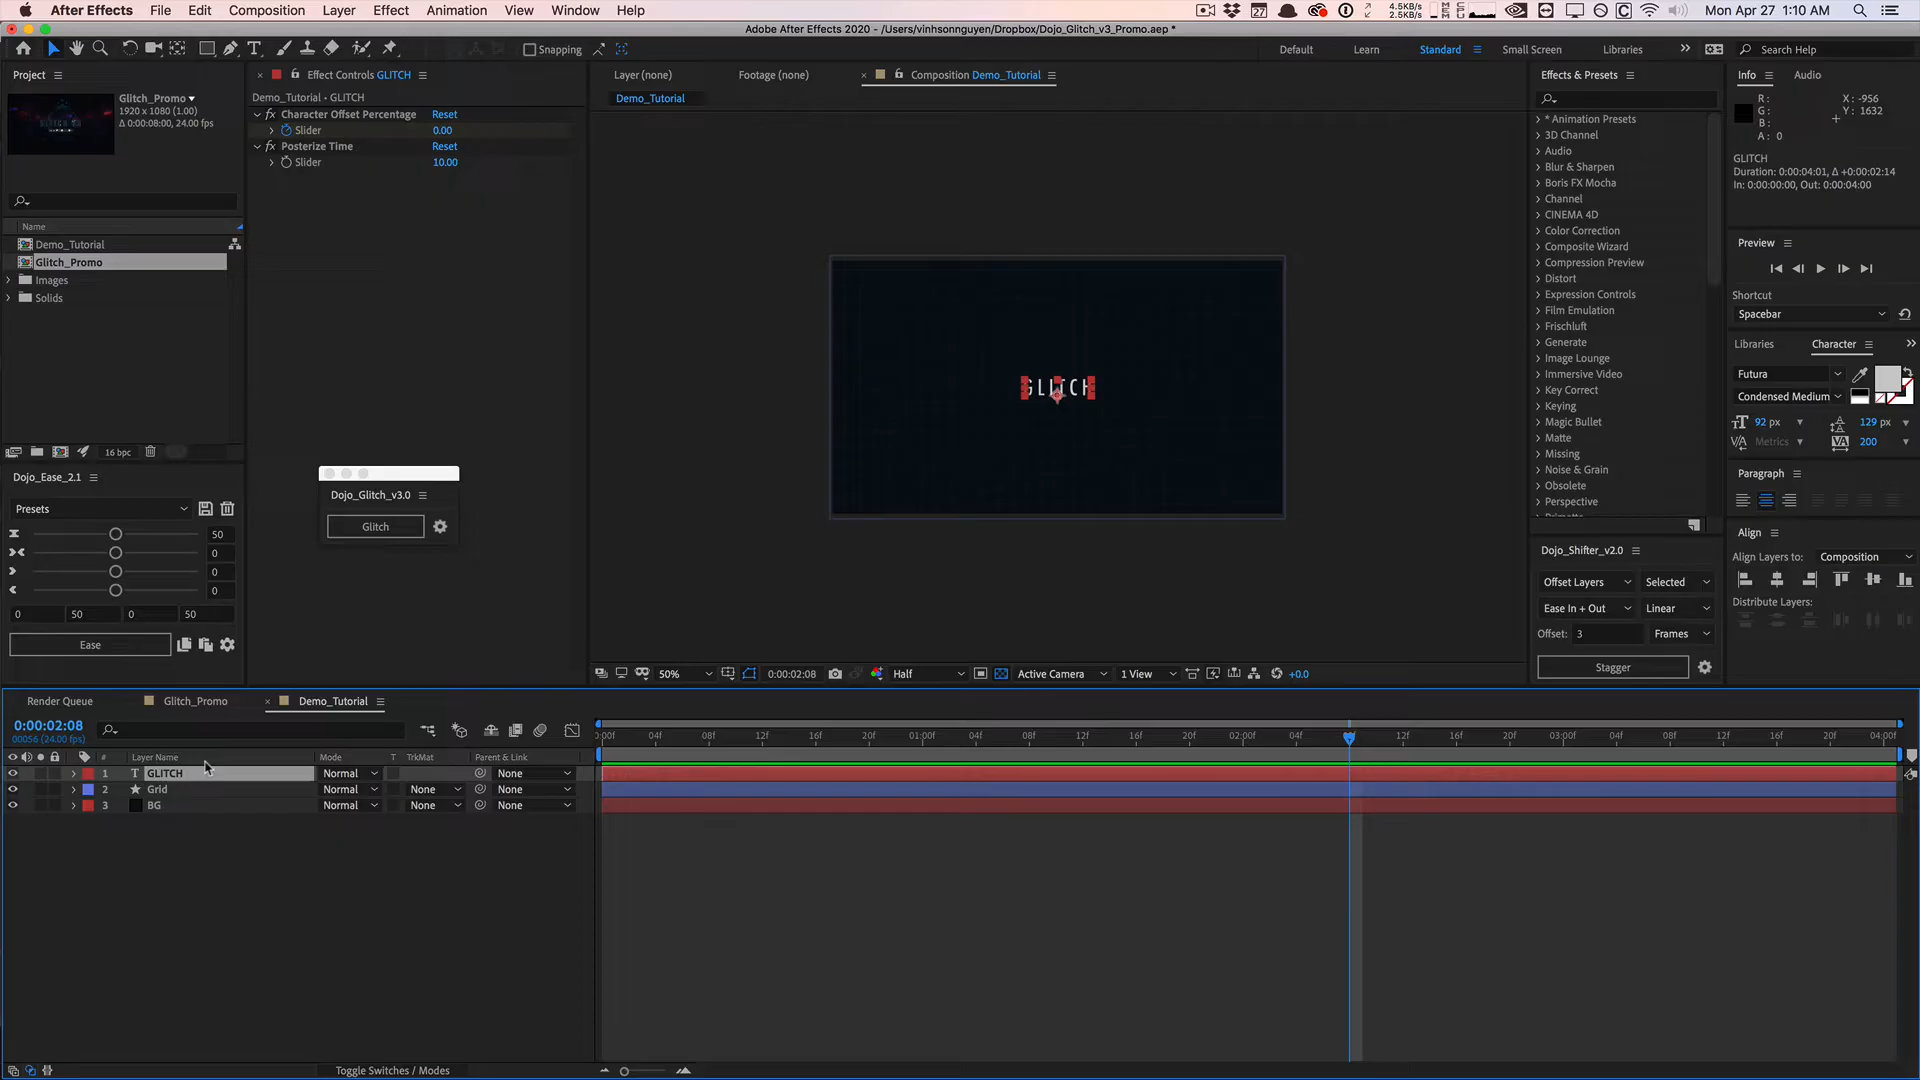 After Effects File Edit Composition Layer Effect Animation View Window Help
27 4.5KB/s 2.5KB/s Mon Apr 27 1:10 AM
Adobe After Effects 2020 - /Users/vinhsonnguyen/Dropbox/Dojo_Glitch_v3_Promo.aep *
Snapping Default Learn Standard Small Screen Libraries Search Help
Project
Glitch_Promo
1920 x 1080 (1.00)
Δ 0:00:08:00, 24.00 fps
Name
Demo_Tutorial
Glitch_Promo
Images
Solids
16 bpc
Effect Controls GLITCH
Demo_Tutorial • GLITCH
fx Character Offset Percentage Reset
Slider 0.00
fx Posterize Time Reset
Slider 10.00
Dojo_Glitch_v3.0
Glitch
Dojo_Ease_2.1
Presets
50
0
0
0
0 50 0 50
Ease
Layer (none) Footage (none) Composition Demo_Tutorial
Demo_Tutorial
GLITCH
50% 0:00:02:08 Half Active Camera 1 View +0.0
Effects & Presets
* Animation Presets
3D Channel
Audio
Blur & Sharpen
Boris FX Mocha
Channel
CINEMA 4D
Color Correction
Composite Wizard
Compression Preview
Distort
Expression Controls
Film Emulation
Frischluft
Generate
Image Lounge
Immersive Video
Key Correct
Keying
Magic Bullet
Matte
Missing
Noise & Grain
Obsolete
Perspective
Dojo_Shifter_v2.0
Offset Layers Selected
Ease In + Out Linear
Offset: 3 Frames
Stagger
Info Audio
R: X: -956
G: Y: 1632
B:
A: 0
GLITCH
Duration: 0:00:04:01, Δ +0:00:02:14
In: 0:00:00:00, Out: 0:00:04:00
Preview
Shortcut
Spacebar
Libraries Character
Futura
Condensed Medium
92 px 129 px
Metrics 200
Paragraph
Align
Align Layers to: Composition
Distribute Layers:
Render Queue Glitch_Promo Demo_Tutorial
0:00:02:08
00056 (24.00 fps)
# Layer Name Mode T TrkMat Parent & Link
1 T GLITCH Normal None
2 Grid Normal None None
3 BG Normal None None
0:00f 04f 08f 12f 16f 20f 01:00f 04f 08f 12f 16f 20f 02:00f 04f 08f 12f 16f 20f 03:00f 04f 08f 12f 16f 20f 04:00f
Toggle Switches / Modes